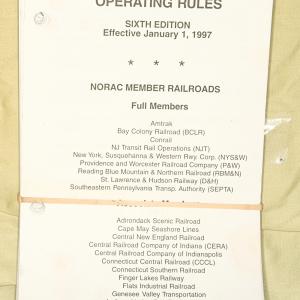 OPERATING RULES
SIXTH EDITION
Effective January 1, 1997
* * *
NORAC MEMBER RAILROADS
Full Members
Amtrak
Bay Colony Railroad (BCLR)
Conrail
NJ Transit Rail Operations (NJT)
New York, Susquehanna & Western Rwy. Corp. (NYS&W)
Providence and Worcester Railroad Company (P&W)
Reading Blue Mountain & Northern Railroad (RBM&N)
St. Lawrence & Hudson Railway (D&H)
Southeastern Pennsylvania Transp. Authority (SEPTA)
Adirondack Scenic Railroad
Cape May Seashore Lines
Central New England Railroad
Central Railroad Company of Indiana (CERA)
Central Railroad Company of Indianapolis
Connecticut Central Railroad (CCCL)
Connecticut Southern Railroad
Finger Lakes Railway
Flats Industrial Railroad
Genesee Valley Transportation